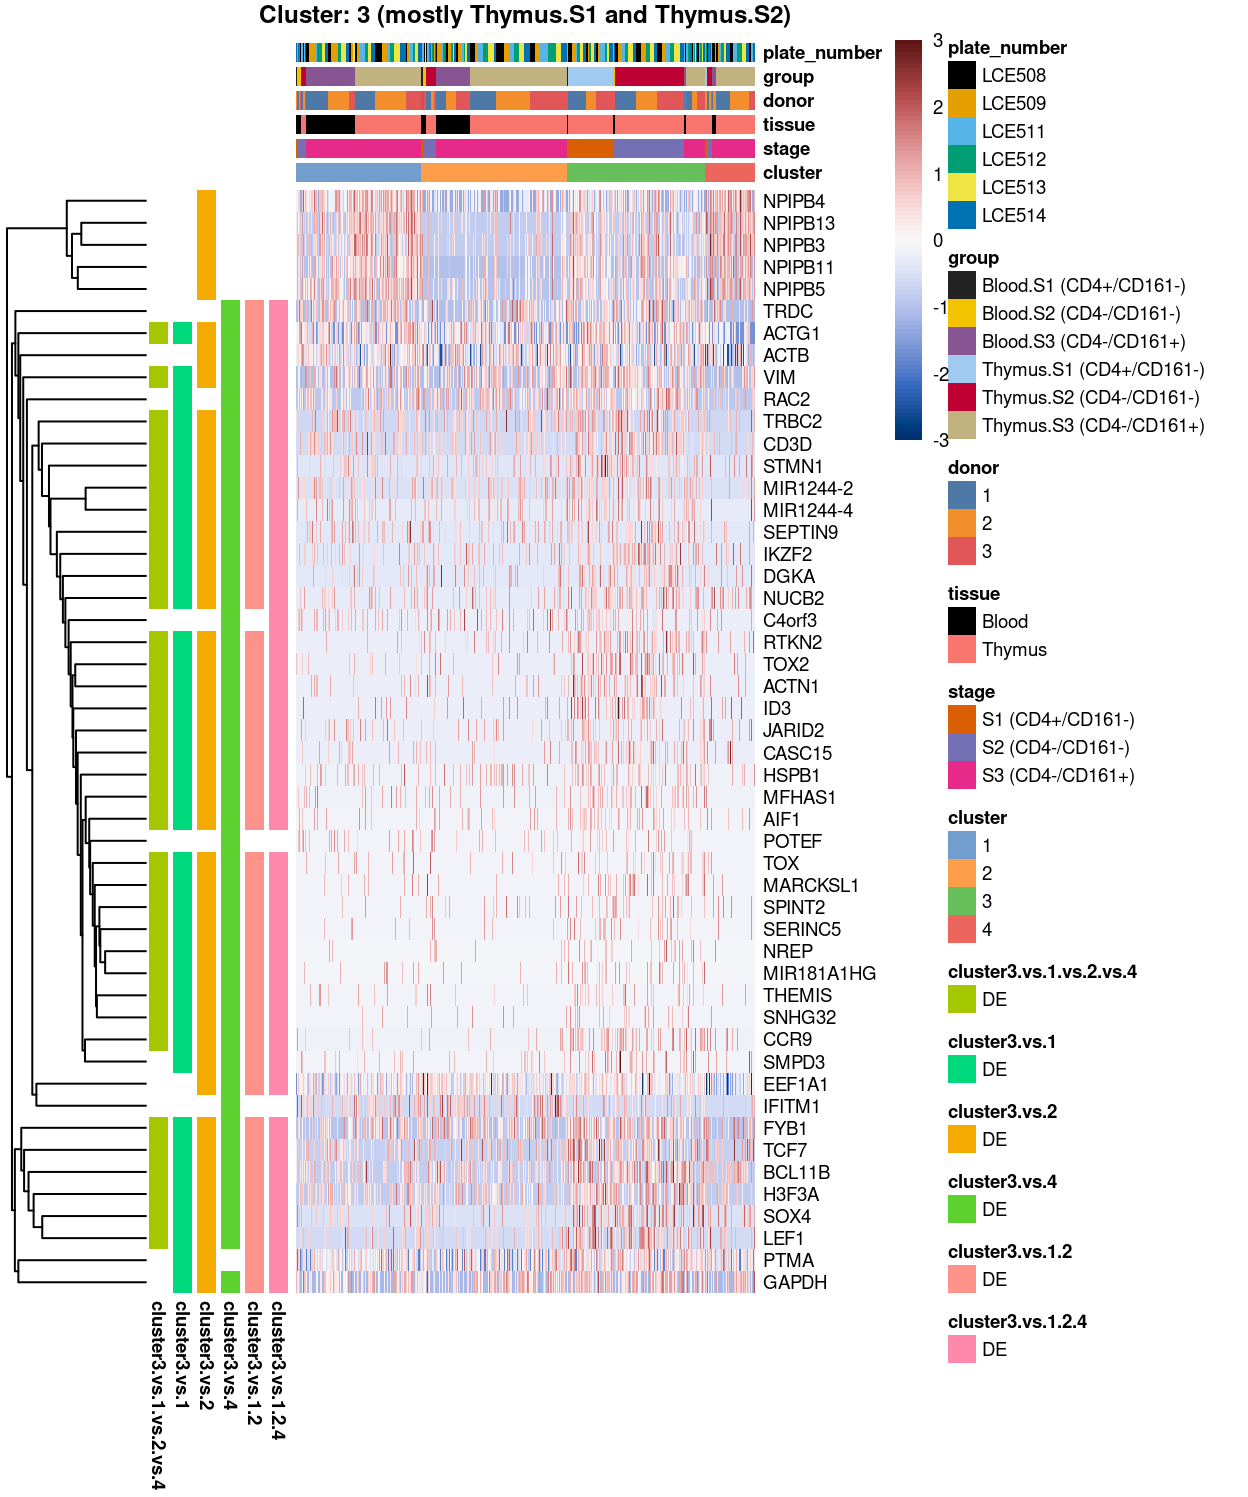 Cluster: 3 (mostly Thymus.S1 and Thymus.S2)
plate_number
group
donor
tissue
stage
cluster
NPIPB4
NPIPB13
NPIPB3
NPIPB11
NPIPB5
TRDC
ACTG1
ACTB
VIM
RAC2
TRBC2
CD3D
STMN1
MIR1244-2
MIR1244-4
SEPTIN9
IKZF2
DGKA
NUCB2
C4orf3
RTKN2
TOX2
ACTN1
ID3
JARID2
CASC15
HSPB1
MFHAS1
AIF1
POTEF
TOX
MARCKSL1
SPINT2
SERINC5
NREP
MIR181A1HG
THEMIS
SNHG32
CCR9
SMPD3
EEF1A1
IFITM1
FYB1
TCF7
BCL11B
H3F3A
SOX4
LEF1
PTMA
GAPDH
cluster3.vs.1.vs.2.vs.4
cluster3.vs.1
cluster3.vs.2
cluster3.vs.4
cluster3.vs.1.2
cluster3.vs.1.2.4
3
2
1
0
-1
-2
-3
plate_number
LCE508
LCE509
LCE511
LCE512
LCE513
LCE514
group
Blood.S1 (CD4+/CD161-)
Blood.S2 (CD4-/CD161-)
Blood.S3 (CD4-/CD161+)
Thymus.S1 (CD4+/CD161-)
Thymus.S2 (CD4-/CD161-)
Thymus.S3 (CD4-/CD161+)
donor
1
2
3
tissue
Blood
Thymus
stage
S1 (CD4+/CD161-)
S2 (CD4-/CD161-)
S3 (CD4-/CD161+)
cluster
1
2
3
4
cluster3.vs.1.vs.2.vs.4
DE
cluster3.vs.1
DE
cluster3.vs.2
DE
cluster3.vs.4
DE
cluster3.vs.1.2
DE
cluster3.vs.1.2.4
DE